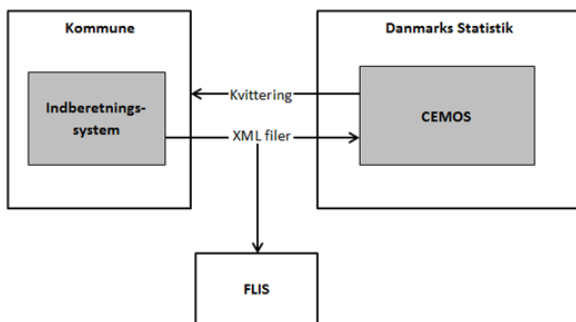 Kommune
Danmarks Statistik
Indberetnings-
system
Kvittering
XML filer
CEMOS
FLIS